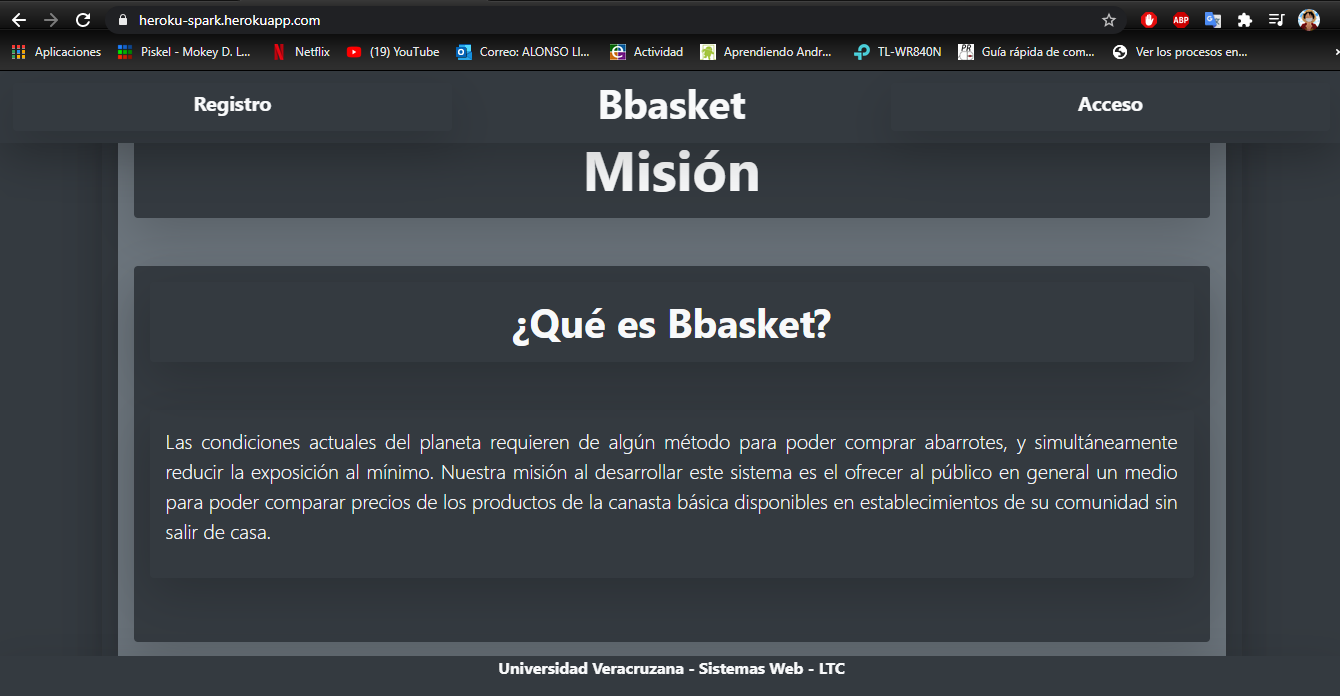 heroku-spark.herokuapp.com
ABP
Aplicaciones Piskel - Mokey D. L... Netflix (19) YouTube Correo: ALONSO LI... Actividad Aprendiendo Andr... TL-WR840N Guía rápida de com... Ver los procesos en...
Registro Bbasket Acceso
Misión
¿Qué es Bbasket?
Las condiciones actuales del planeta requieren de algún método para poder comprar abarrotes, y simultáneamente
reducir la exposición al mínimo. Nuestra misión al desarrollar este sistema es el ofrecer al público en general un medio
para poder comparar precios de los productos de la canasta básica disponibles en establecimientos de su comunidad sin
salir de casa.
Universidad Veracruzana - Sistemas Web - LTC